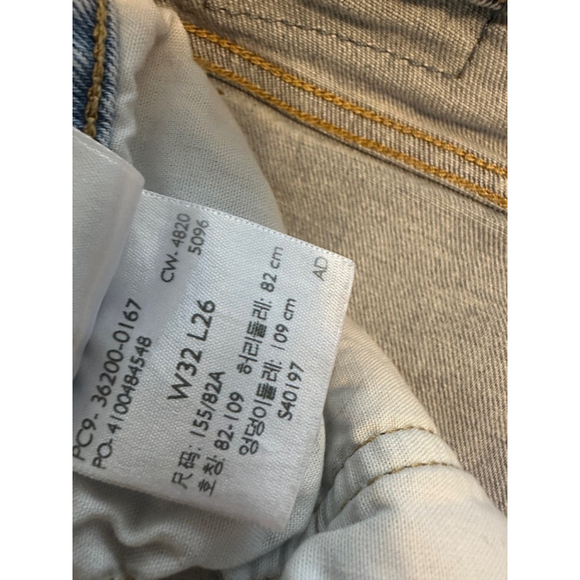 PC9- 36200-0167
PO- 4100484548
CW- 4820
5096
W32 L26
尺码: 155/82A
호칭: 82-109 허리둘레: 82 cm
엉덩이둘레: 109 cm
S40197
AD